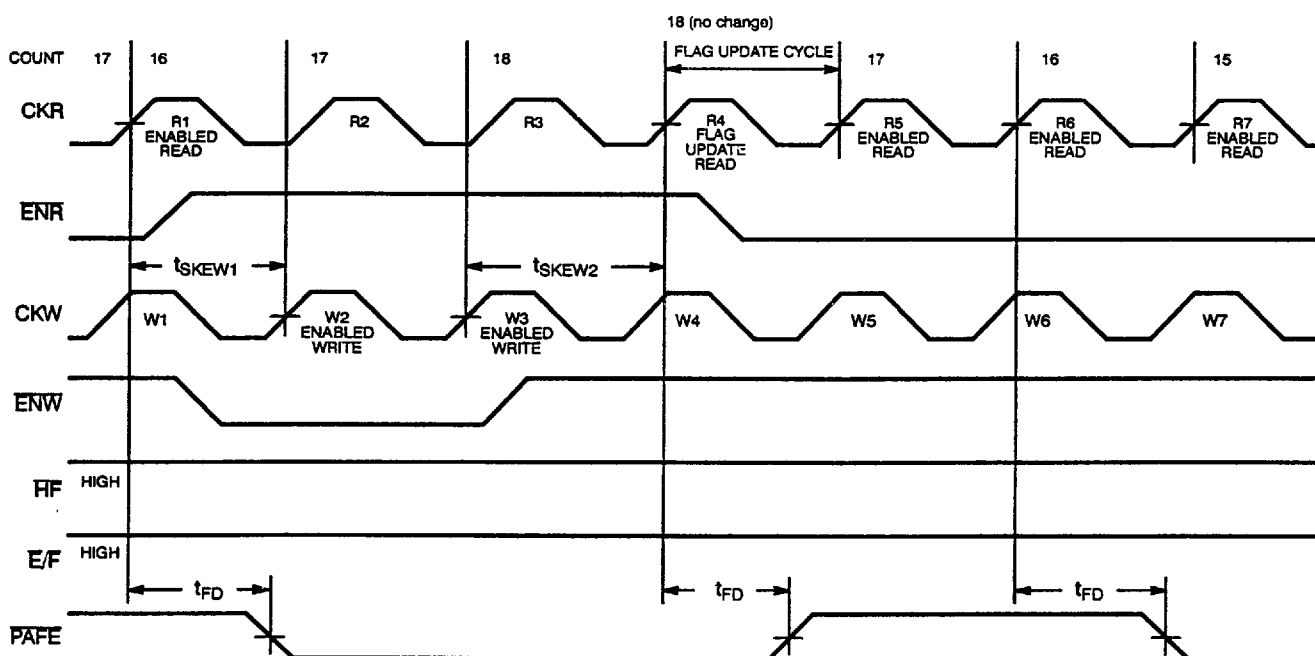 18 (no change)
COUNT 17 16 17 18 FLAG UPDATE CYCLE 17 16 15
CKR
R1 ENABLED READ
R2
R3
R4 FLAG UPDATE READ
R5 ENABLED READ
R6 ENABLED READ
R7 ENABLED READ
ENR
tSKEW1
tSKEW2
CKW
W1
W2 ENABLED WRITE
W3 ENABLED WRITE
W4
W5
W6
W7
ENW
HF HIGH
E/F HIGH
tFD
tFD
tFD
PAFE